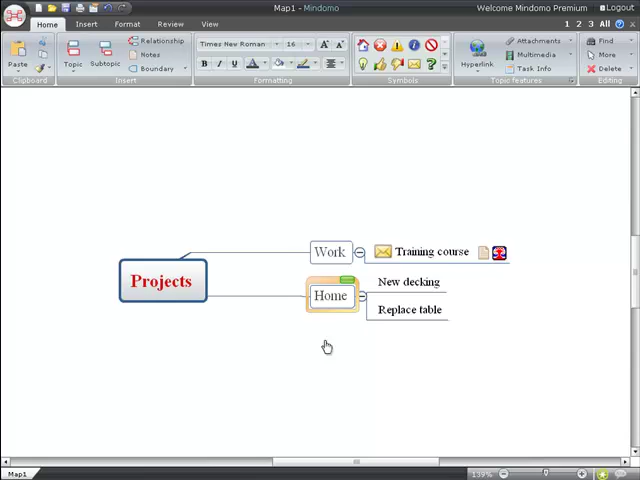 Map1 - Mindomo
Welcome Mindomo Premium
Logout
Home Insert Format Review View
1 2 3 All
Paste
Clipboard
Topic
Subtopic
Relationship
Notes
Boundary
Insert
Times New Roman 16
B I U
Formatting
Symbols
Hyperlink
Attachments
Multimedia
Task Info
Topic features
Find
More
Delete
Editing
Projects
Work
Training course
Home
New decking
Replace table
Map1
139%